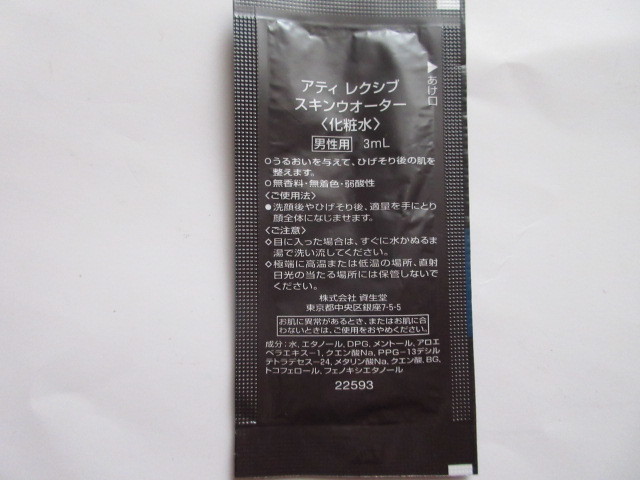 ▶あけ口
アティ レクシブ
スキンウオーター
〈化粧水〉
男性用 3mL
○うるおいを与えて、ひげそり後の肌を
整えます。
○無香料・無着色・弱酸性
〈ご使用法〉
●洗顔後やひげそり後、適量を手にとり
顔全体になじませます。
〈ご注意〉
◇目に入った場合は、すぐに水かぬるま
湯で洗い流してください。
◇極端に高温または低温の場所、直射
日光の当たる場所には保管しないで
ください。
株式会社 資生堂
東京都中央区銀座7-5-5
お肌に異常があるとき、またはお肌に合
わないときは、ご使用をおやめください。
成分：水、エタノール、DPG、メントール、アロエ
ベラエキス-1、クエン酸Na、PPG-13デシル
テトラデセス-24、メタリン酸Na、クエン酸、BG、
トコフェロール、フェノキシエタノール
22593